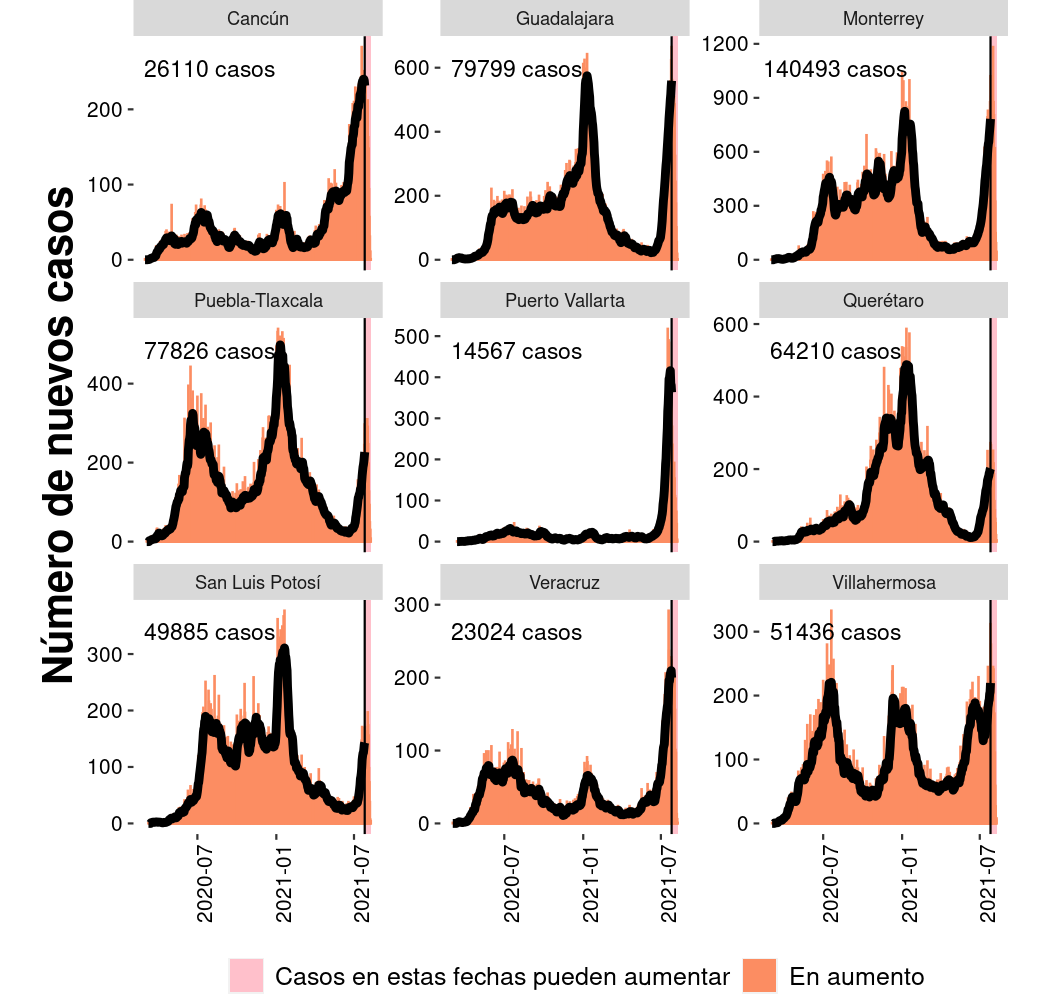 Número de nuevos casos
Cancún
26110 casos
200
100
0
Guadalajara
79799 casos
600
400
200
0
Monterrey
140493 casos
1200
900
600
300
0
Puebla-Tlaxcala
77826 casos
400
200
0
Puerto Vallarta
14567 casos
500
400
300
200
100
0
Querétaro
64210 casos
600
400
200
0
San Luis Potosí
49885 casos
300
200
100
0
Veracruz
23024 casos
300
200
100
0
Villahermosa
51436 casos
300
200
100
0
2020-07
2021-01
2021-07
2020-07
2021-01
2021-07
2020-07
2021-01
2021-07
Casos en estas fechas pueden aumentar
En aumento